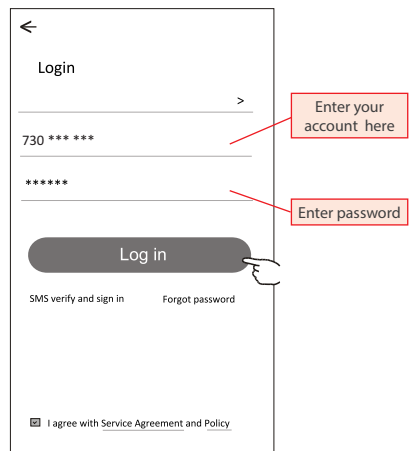 Login
>
Enter your
account here
730 *** ***
******
Enter password
Log in
SMS verify and sign in
Forgot password
I agree with Service Agreement and Policy